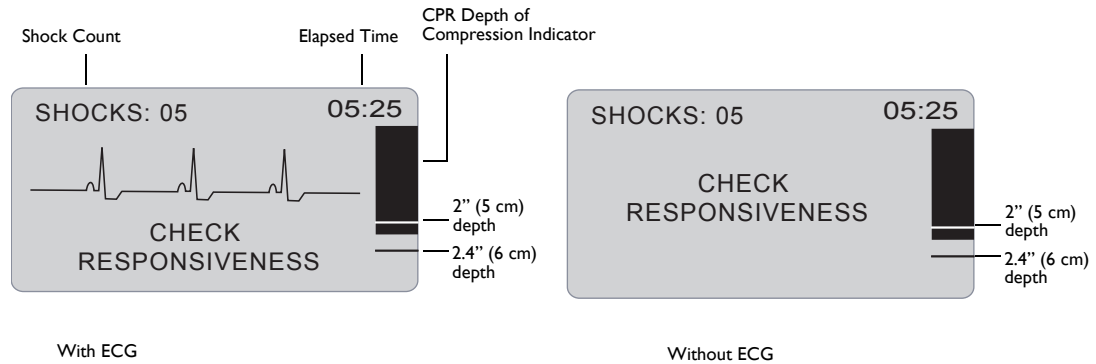 CPR Depth of
Compression Indicator
Shock Count
Elapsed Time
SHOCKS: 05
05:25
CHECK
RESPONSIVENESS
2” (5 cm)
depth
2.4” (6 cm)
depth
With ECG
SHOCKS: 05
05:25
CHECK
RESPONSIVENESS
2” (5 cm)
depth
2.4” (6 cm)
depth
Without ECG